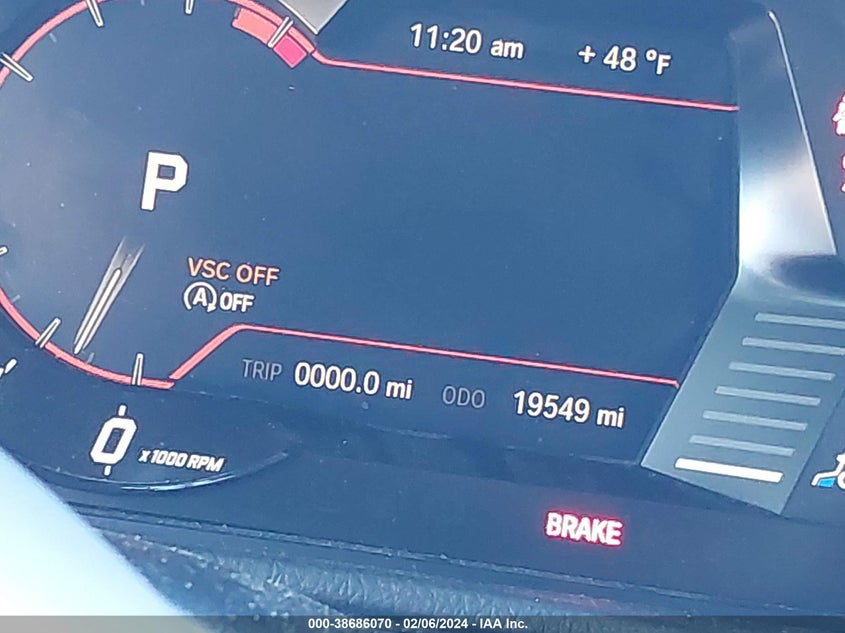 11:20 am + 48 °F
P
VSC OFF
A OFF
TRIP 0000.0 mi ODO 19549 mi
0 x1000 RPM
BRAKE
000-38686070 - 02/06/2024 - IAA Inc.